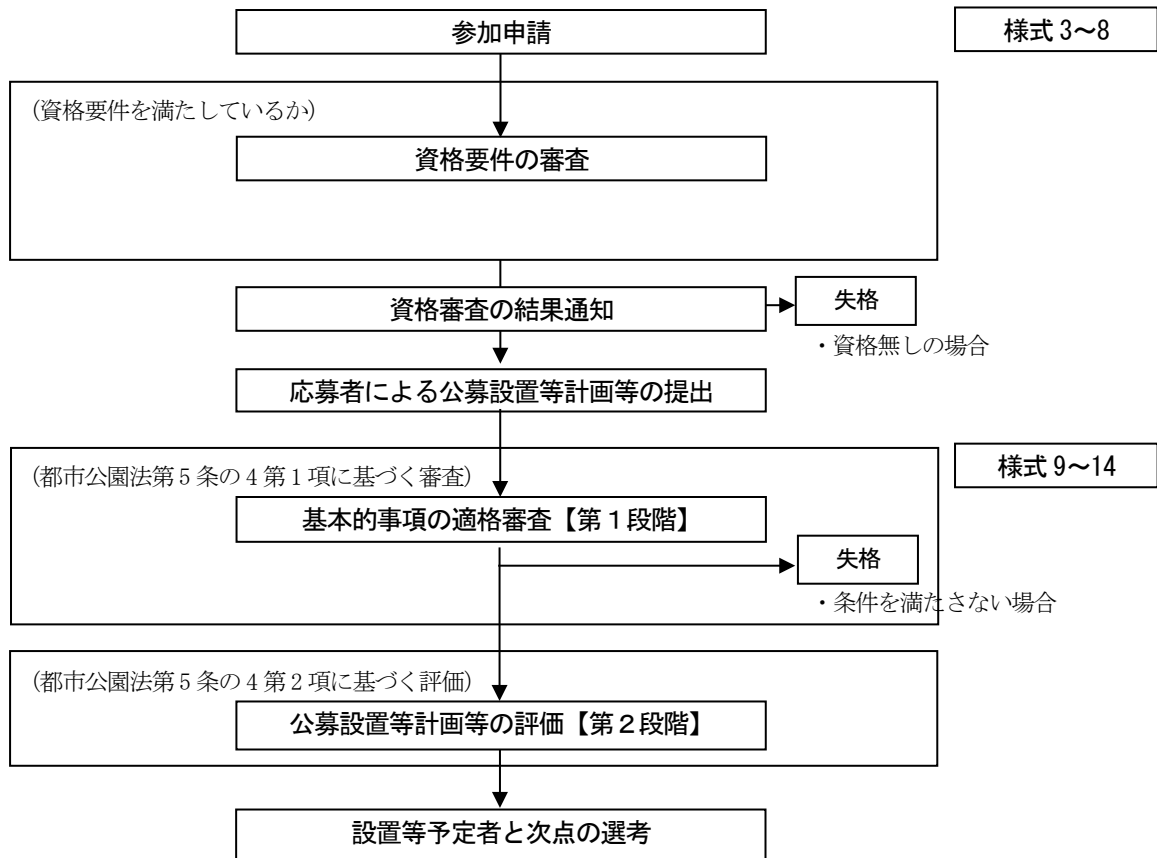 参加申請
様式 3～8
(資格要件を満たしているか)
資格要件の審査
資格審査の結果通知
失格
・資格無しの場合
応募者による公募設置等計画等の提出
(都市公園法第5条の4第1項に基づく審査)
様式 9～14
基本的事項の適格審査【第1段階】
失格
・条件を満たさない場合
(都市公園法第5条の4第2項に基づく評価)
公募設置等計画等の評価【第2段階】
設置等予定者と次点の選考